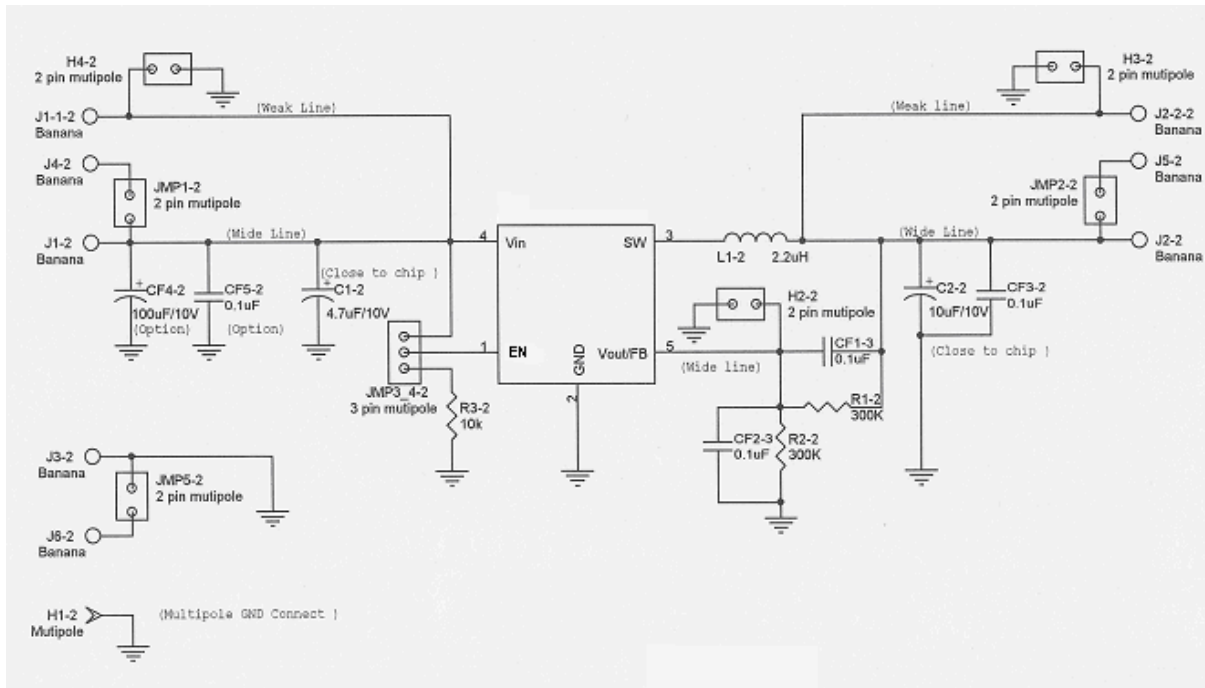 H4-2
2 pin mutipole
(Weak Line)
J1-1-2
Banana
J4-2
Banana
JMP1-2
2 pin mutipole
J1-2
Banana
(Wide Line)
CF4-2
100uF/10V
(Option)
CF5-2
0.1uF
(Option)
(Close to chip )
C1-2
4.7uF/10V
JMP3_4-2
3 pin mutipole
R3-2
10k
4
Vin
1
EN
GND
2
SW
3
Vout/FB
5
L1-2
2.2uH
H2-2
2 pin mutipole
(Wide line)
CF1-3
0.1uF
R1-2
300K
CF2-3
0.1uF
R2-2
300K
H3-2
2 pin mutipole
(Weak line)
J2-2-2
Banana
J5-2
Banana
JMP2-2
2 pin mutipole
(Wide Line)
J2-2
Banana
C2-2
10uF/10V
CF3-2
0.1uF
(Close to chip )
J3-2
Banana
JMP5-2
2 pin mutipole
J6-2
Banana
H1-2
Mutipole
(Multipole GND Connect )